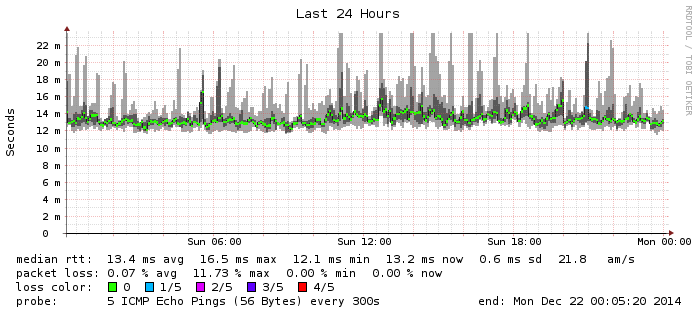 Last 24 Hours
RRDTOOL / TOBI OETIKER
Seconds
22 m
20 m
18 m
16 m
14 m
12 m
10 m
8 m
6 m
4 m
2 m
0
Sun 06:00 Sun 12:00 Sun 18:00 Mon 00:00
median rtt: 13.4 ms avg 16.5 ms max 12.1 ms min 13.2 ms now 0.6 ms sd 21.8 am/s
packet loss: 0.07 % avg 11.73 % max 0.00 % min 0.00 % now
loss color: 0 1/5 2/5 3/5 4/5
probe: 5 ICMP Echo Pings (56 Bytes) every 300s end: Mon Dec 22 00:05:20 2014